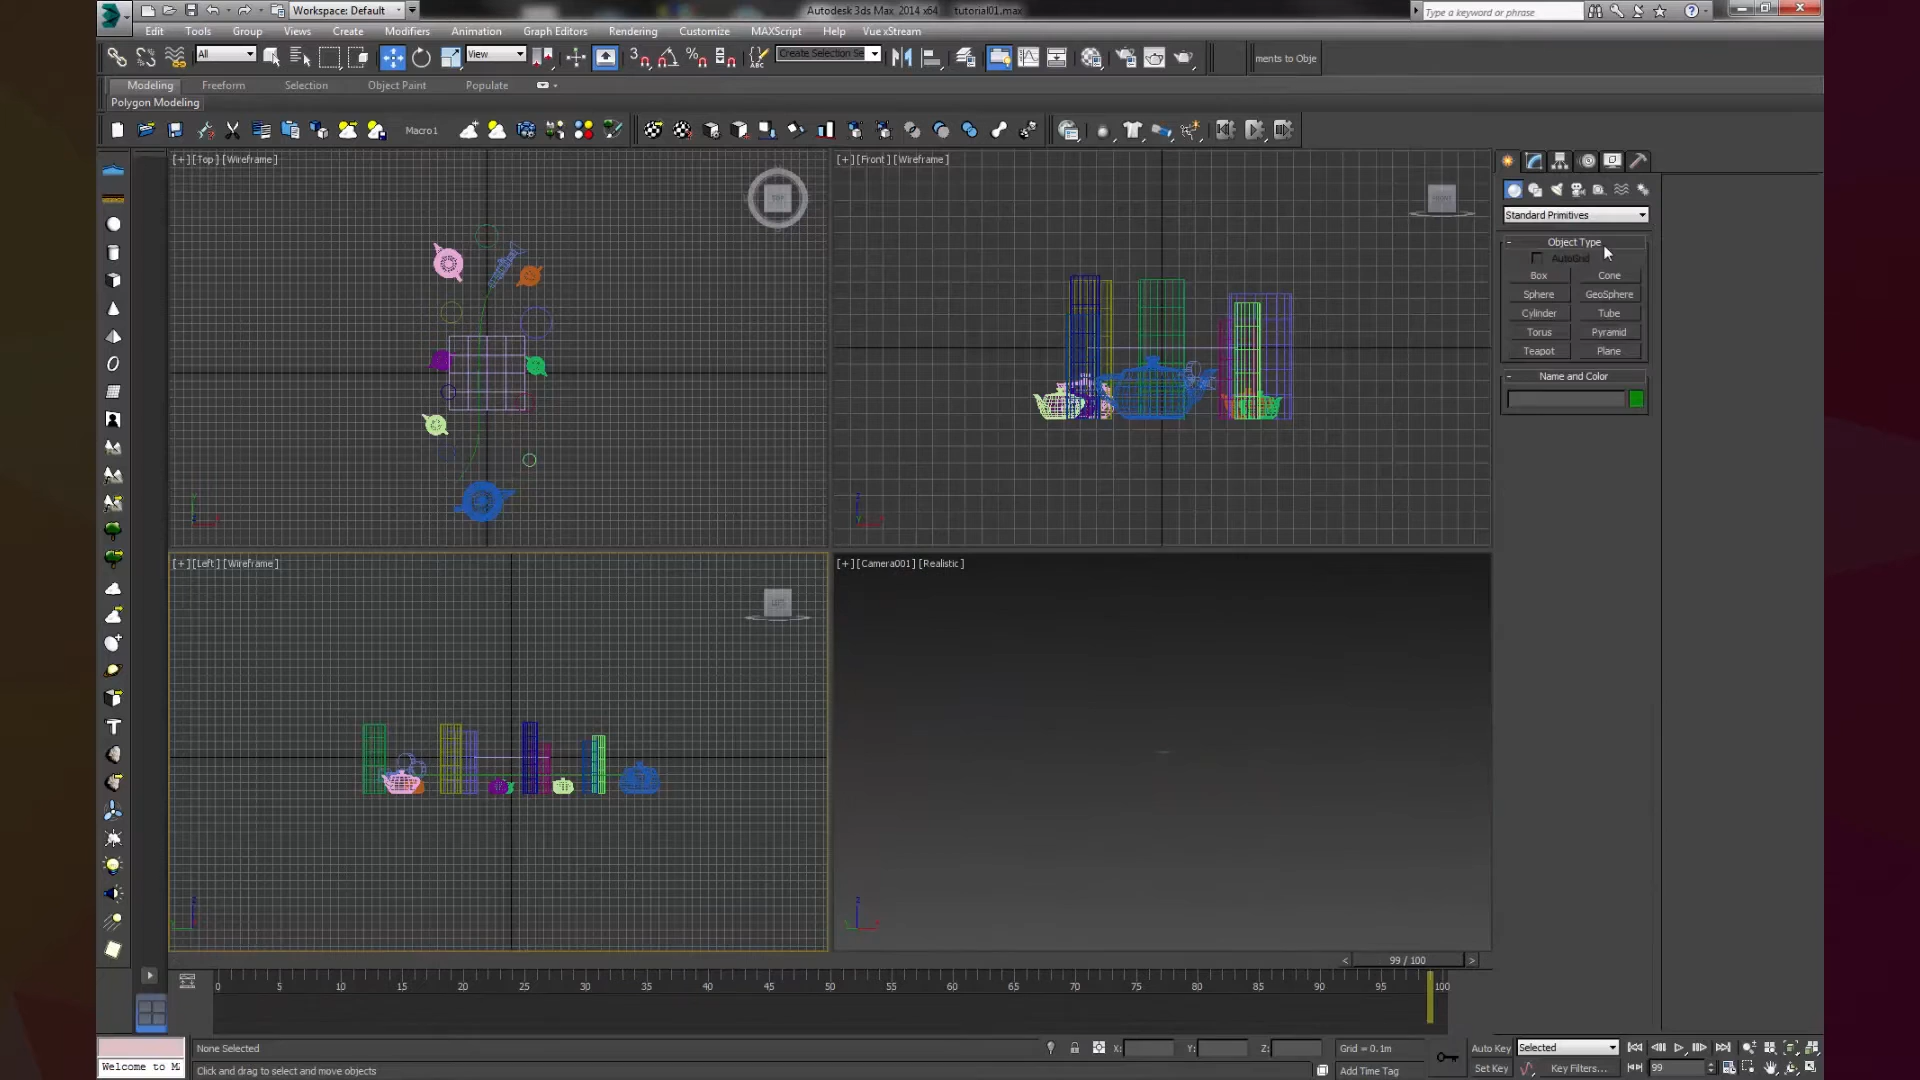 Workspace: Default
Autodesk 3ds Max 2014 x64 tutorial01.max
Type a keyword or phrase
Edit Tools Group Views Create Modifiers Animation Graph Editors Rendering Customize MAXScript Help Vue xStream
All
View
Create Selection Se
ments to Obje
Modeling Freeform Selection Object Paint Populate
Polygon Modeling
Macro1
[+] [Top] [Wireframe]
[+] [Front] [Wireframe]
TOP
Standard Primitives
Object Type
AutoGrid
Box Cone
Sphere GeoSphere
Cylinder Tube
Torus Pyramid
Teapot Plane
Name and Color
[+] [Left] [Wireframe]
[+] [Camera001] [Realistic]
99 / 100
0 5 10 15 20 25 30 35 40 45 50 55 60 65 70 75 80 85 90 95 100
None Selected
X: Y: Z:
Grid = 0.1m
Auto Key
Selected
Welcome to M
Click and drag to select and move objects
Add Time Tag
Set Key
Key Filters...
99